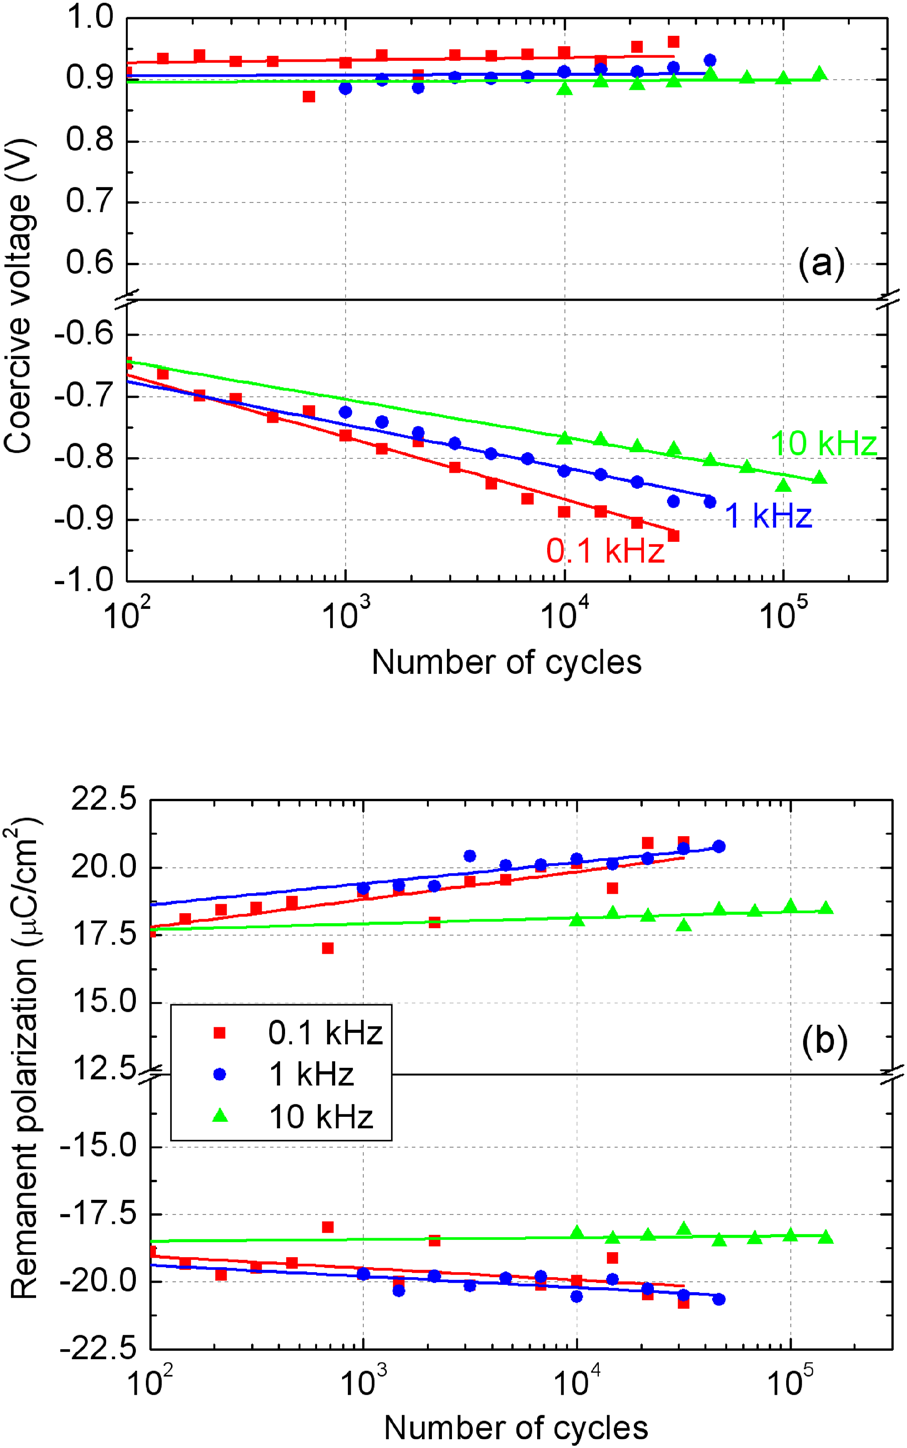 1.0
0.9
0.8
0.7
0.6
-0.6
-0.7
-0.8
-0.9
-1.0
Coercive voltage (V)
(a)
10 kHz
1 kHz
0.1 kHz
10² 10³ 10⁴ 10⁵
Number of cycles
22.5
20.0
17.5
15.0
12.5
-15.0
-17.5
-20.0
-22.5
Remanent polarization (μC/cm²)
0.1 kHz
1 kHz
10 kHz
(b)
10² 10³ 10⁴ 10⁵
Number of cycles